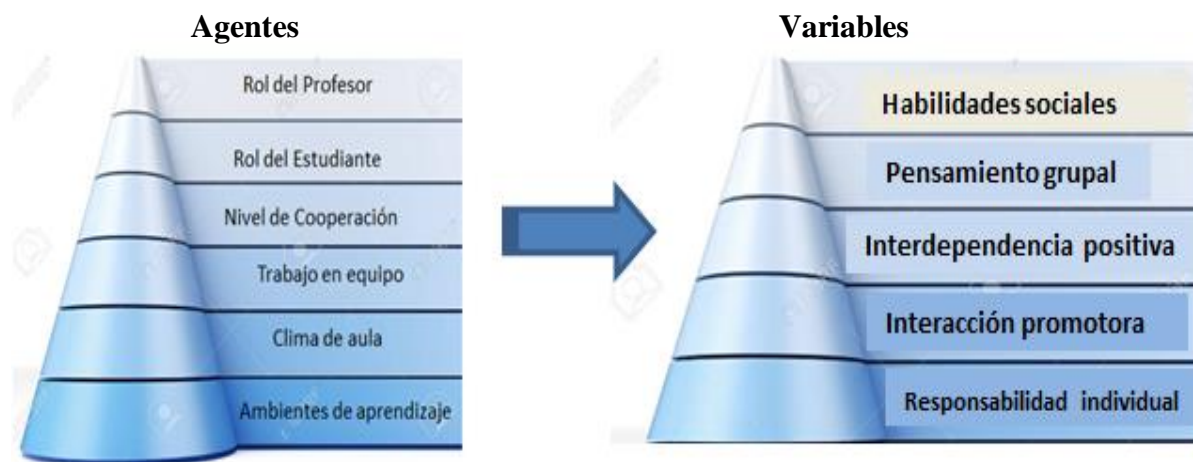 Agentes
Variables
Rol del Profesor
Rol del Estudiante
Nivel de Cooperación
Trabajo en equipo
Clima de aula
Ambientes de aprendizaje
Habilidades sociales
Pensamiento grupal
Interdependencia positiva
Interacción promotora
Responsabilidad individual